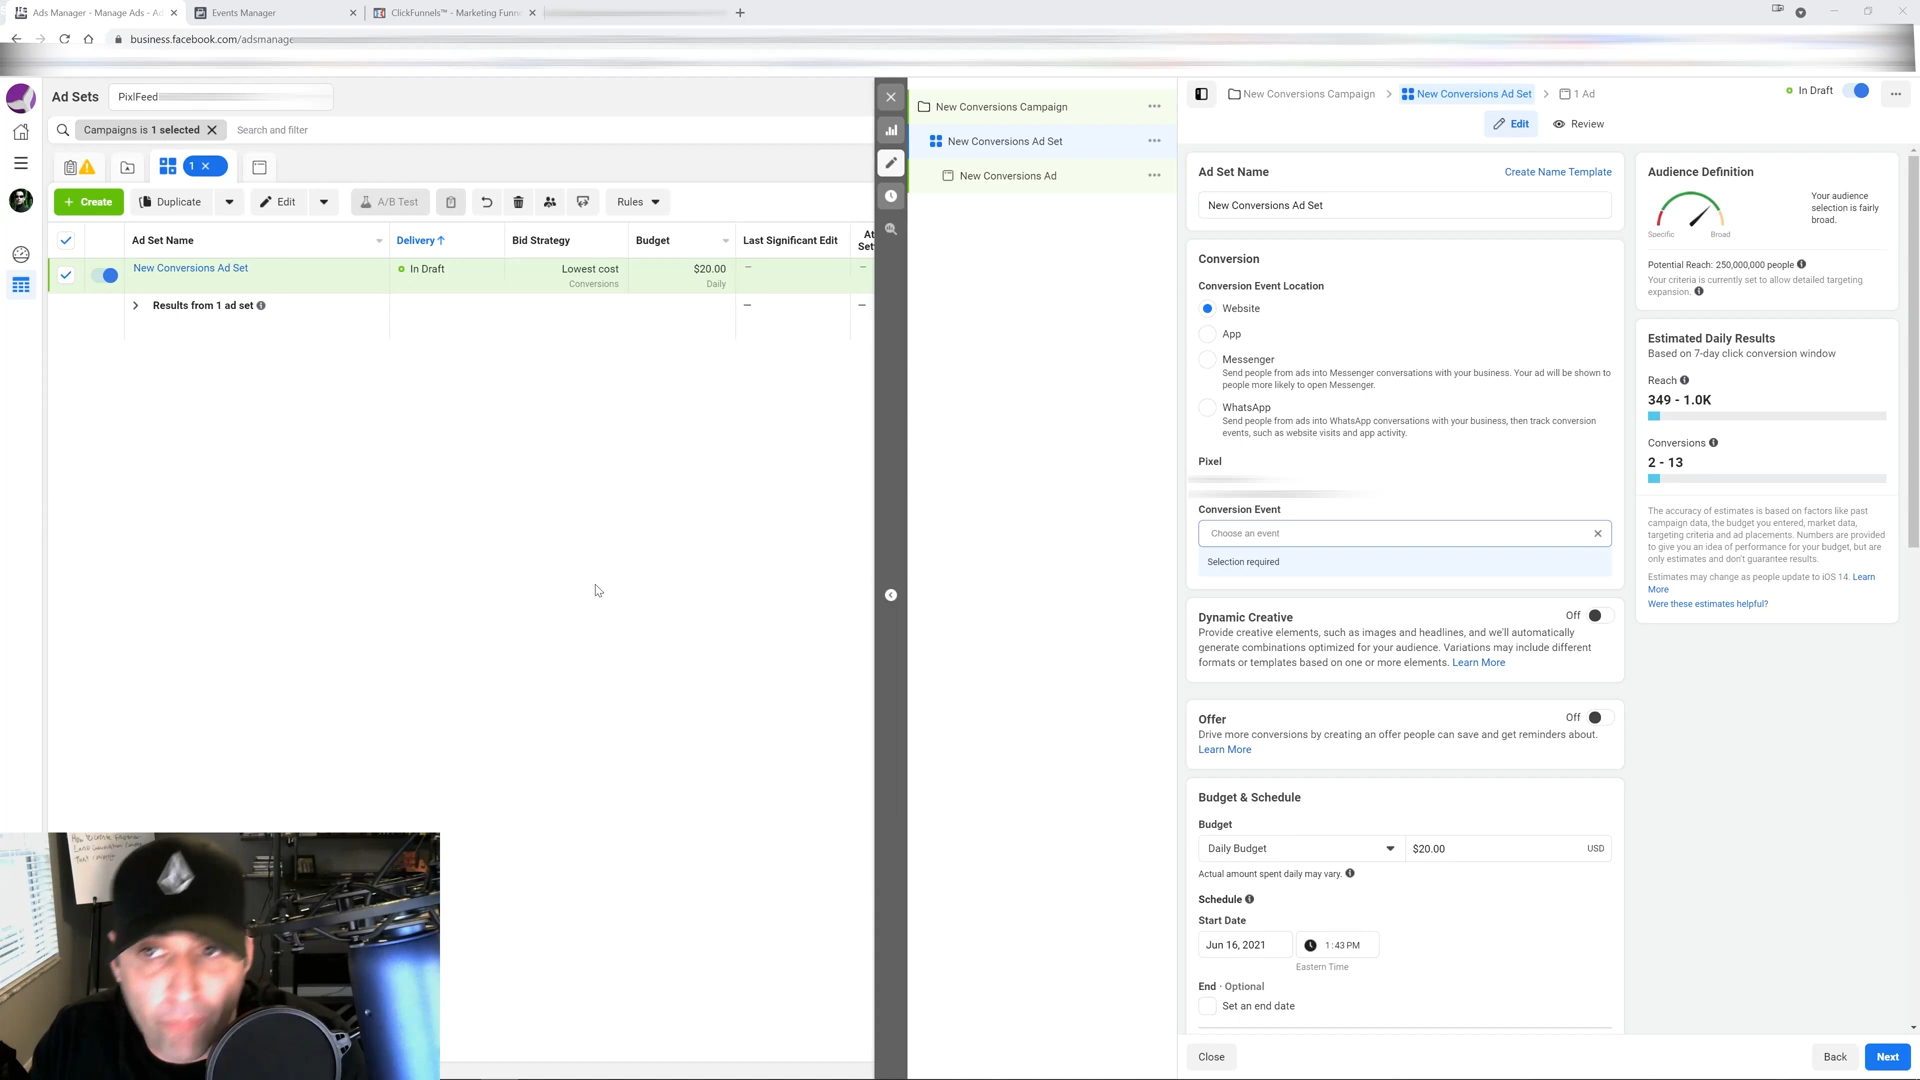 Ads Manager - Manage Ads - Ad
Events Manager
ClickFunnels™ - Marketing Funn
business.facebook.com/adsmanage
Ad Sets
PixlFeed
Campaigns is 1 selected
Search and filter
1
Create
Duplicate
Edit
A/B Test
Rules
Ad Set Name
Delivery↑
Bid Strategy
Budget
Last Significant Edit
At
Set
New Conversions Ad Set
In Draft
Lowest cost
Conversions
$20.00
Daily
–
–
Results from 1 ad set
–
–
New Conversions Campaign
New Conversions Ad Set
New Conversions Ad
New Conversions Campaign
New Conversions Ad Set
1 Ad
In Draft
Edit
Review
Ad Set Name
Create Name Template
New Conversions Ad Set
Conversion
Conversion Event Location
Website
App
Messenger
Send people from ads into Messenger conversations with your business. Your ad will be shown to
people more likely to open Messenger.
WhatsApp
Send people from ads into WhatsApp conversations with your business, then track conversion
events, such as website visits and app activity.
Pixel
Conversion Event
Choose an event
Selection required
Dynamic Creative
Off
Provide creative elements, such as images and headlines, and we'll automatically
generate combinations optimized for your audience. Variations may include different
formats or templates based on one or more elements. Learn More
Offer
Off
Drive more conversions by creating an offer people can save and get reminders about.
Learn More
Budget & Schedule
Budget
Daily Budget
$20.00
USD
Actual amount spent daily may vary.
Schedule
Start Date
Jun 16, 2021
1:43 PM
Eastern Time
End · Optional
Set an end date
Close
Back
Next
Audience Definition
Your audience
selection is fairly
broad.
Specific
Broad
Potential Reach: 250,000,000 people
Your criteria is currently set to allow detailed targeting
expansion.
Estimated Daily Results
Based on 7-day click conversion window
Reach
349 - 1.0K
Conversions
2 - 13
The accuracy of estimates is based on factors like past
campaign data, the budget you entered, market data,
targeting criteria and ad placements. Numbers are provided
to give you an idea of performance for your budget, but are
only estimates and don't guarantee results.
Estimates may change as people update to iOS 14. Learn
More
Were these estimates helpful?